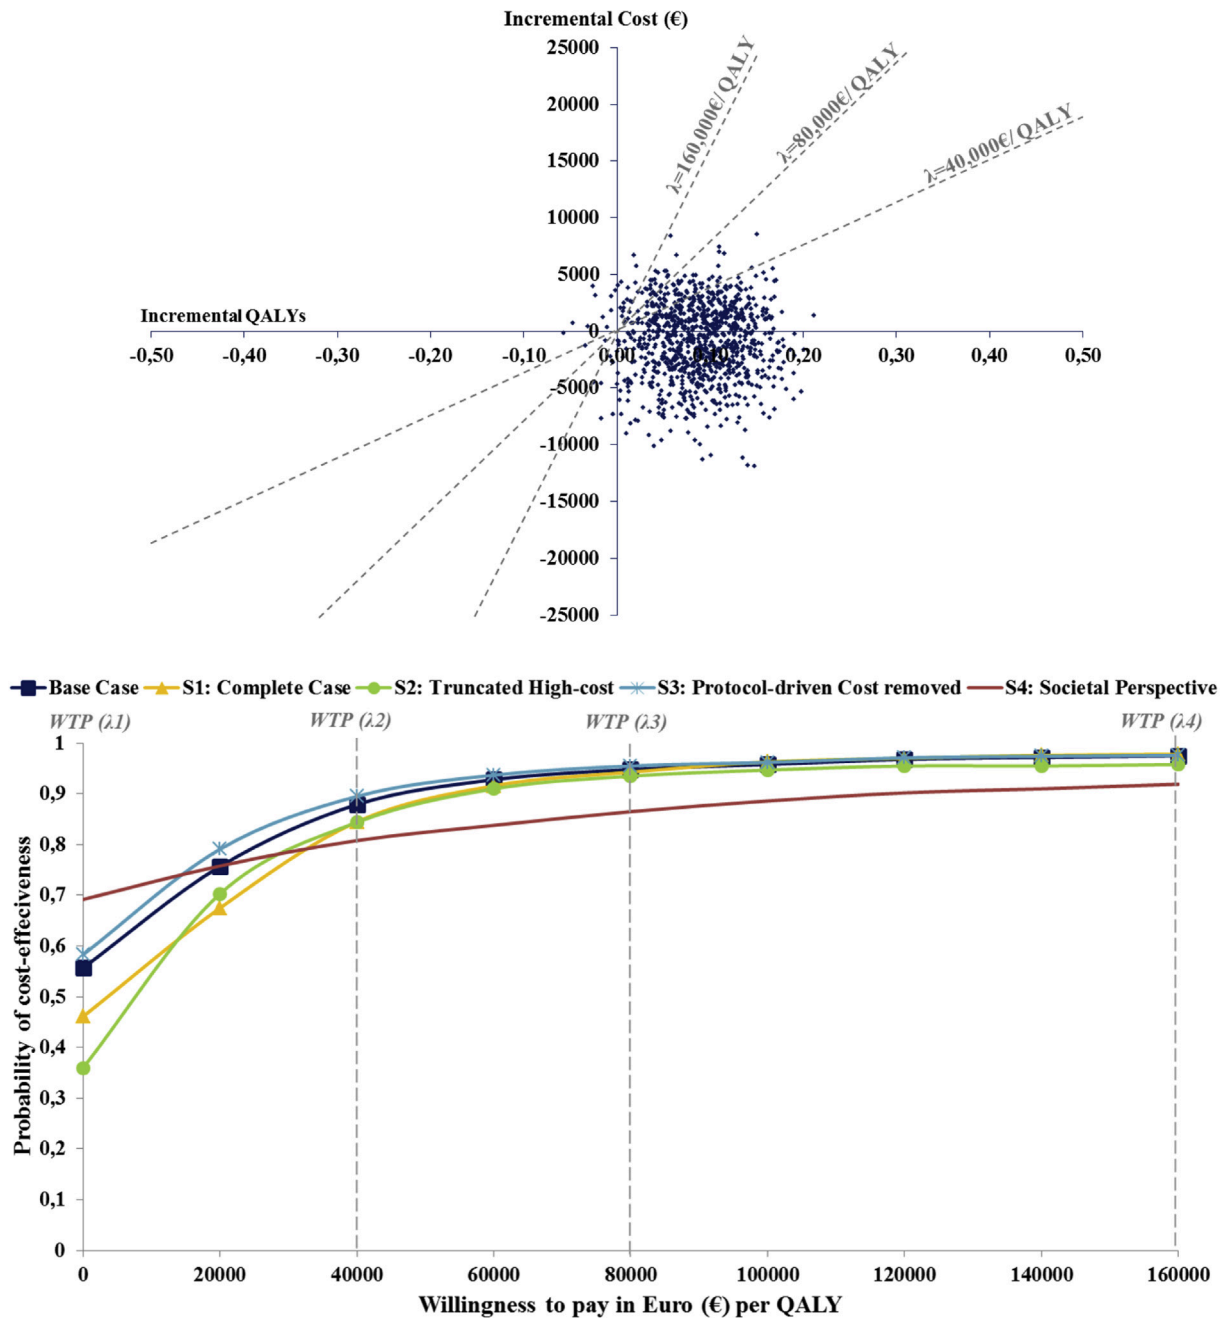 Incremental Cost (€)
25000
20000
15000
10000
5000
0
-5000
-10000
-15000
-20000
-25000
λ=160,000€/ QALY
λ=80,000€/ QALY
λ=40,000€/ QALY
Incremental QALYs
-0,50 -0,40 -0,30 -0,20 -0,10 0,00 0,10 0,20 0,30 0,40 0,50
Base Case S1: Complete Case S2: Truncated High-cost S3: Protocol-driven Cost removed S4: Societal Perspective
WTP (λ1) WTP (λ2) WTP (λ3) WTP (λ4)
Probability of cost-effeciveness
1
0,9
0,8
0,7
0,6
0,5
0,4
0,3
0,2
0,1
0
0 20000 40000 60000 80000 100000 120000 140000 160000
Willingness to pay in Euro (€) per QALY